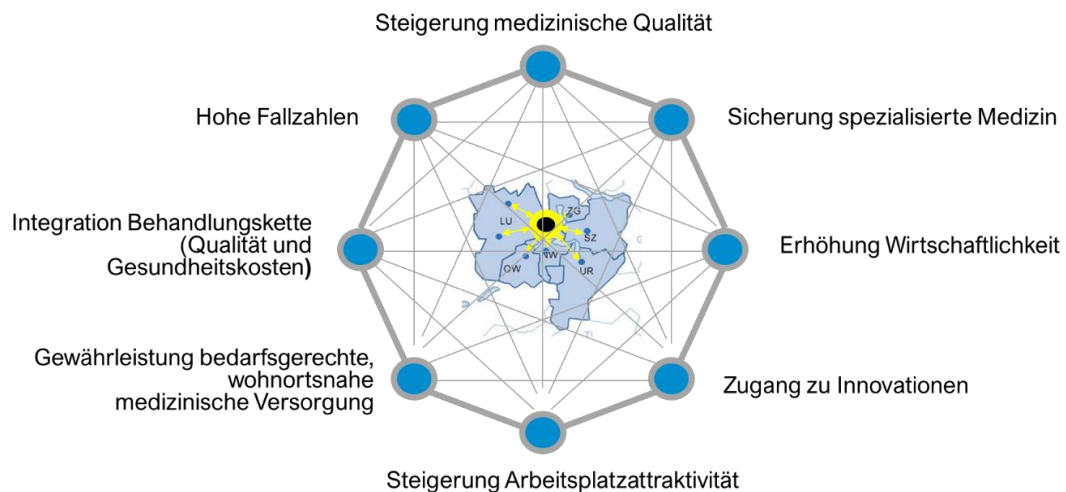 Steigerung medizinische Qualität
Hohe Fallzahlen
Sicherung spezialisierte Medizin
Integration Behandlungskette
(Qualität und
Gesundheitskosten)
Erhöhung Wirtschaftlichkeit
LU
ZG
SZ
OW
NW
UR
Gewährleistung bedarfsgerechte,
wohnortsnahe
medizinische Versorgung
Zugang zu Innovationen
Steigerung Arbeitsplatzattraktivität